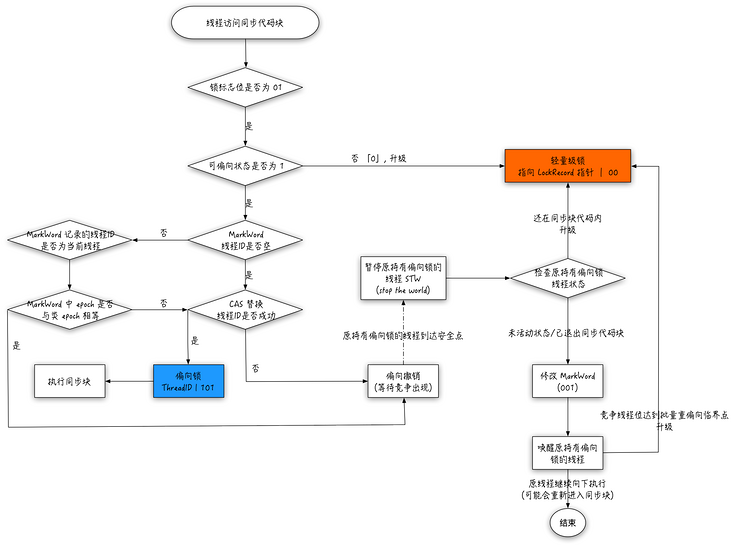 线程访问同步代码块
锁标志位是否为 01
是
可偏向状态是否为 1
否 「0」, 升级
轻量级锁
指向 LockRecord 指针 | 00
是
MarkWord 记录的线程ID
是否为当前线程
否
MarkWord
线程ID是否空
还在同步块代码内
升级
暂停原持有偏向锁的
线程 STW
(stop the world)
检查原持有偏向锁
线程状态
是
MarkWord 中 epoch 是否
与类 epoch 相等
否
CAS 替换
线程ID是否成功
原持有偏向锁的线程到达安全点
未活动状态/已退出同步代码块
是
是
执行同步块
偏向锁
ThreadID | 101
否
偏向撤销
(等待竞争出现)
修改 MarkWord
(001)
竞争线程位达到批量重偏向临界点
升级
唤醒原持有偏向
锁的线程
原线程继续向下执行
(可能会重新进入同步块)
结束